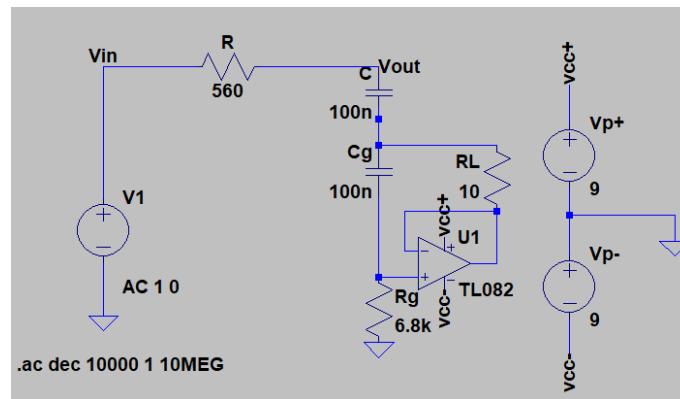 Vin
R
560
C
Vout
100n
Cg
100n
RL
10
vcc+
U1
TL082
vcc-
Rg
6.8k
V1
AC 1 0
vcc+
Vp+
9
Vp-
9
vcc-
.ac dec 10000 1 10MEG